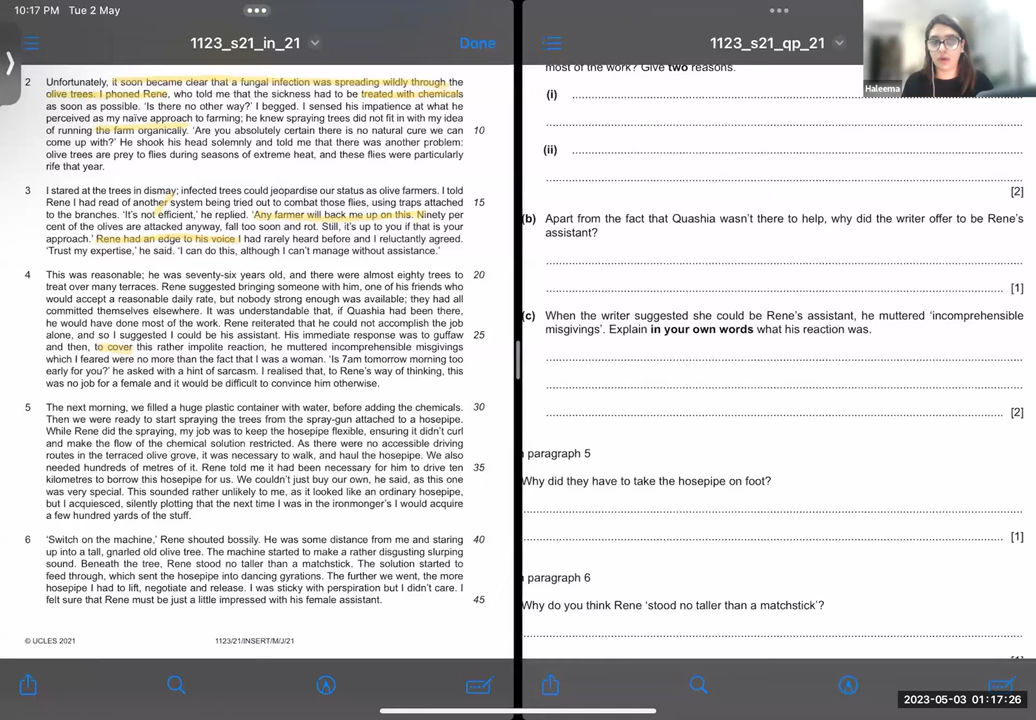 10:17 PM Tue 2 May
1123_s21_in_21
Done
2 Unfortunately, it soon became clear that a fungal infection was spreading wildly through the
olive trees. I phoned Rene, who told me that the sickness had to be treated with chemicals
as soon as possible. ‘Is there no other way?’ I begged. I sensed his impatience at what he
perceived as my naïve approach to farming; he knew spraying trees did not fit in with my idea
of running the farm organically. ‘Are you absolutely certain there is no natural cure we can 10
come up with?’ He shook his head solemnly and told me that there was another problem:
olive trees are prey to flies during seasons of extreme heat, and these flies were particularly
rife that year.
3 I stared at the trees in dismay; infected trees could jeopardise our status as olive farmers. I told
Rene I had read of another system being tried out to combat those flies, using traps attached 15
to the branches. ‘It’s not efficient,’ he replied. ‘Any farmer will back me up on this. Ninety per
cent of the olives are attacked anyway, fall too soon and rot. Still, it’s up to you if that is your
approach.’ Rene had an edge to his voice I had rarely heard before and I reluctantly agreed.
‘Trust my expertise,’ he said. ‘I can do this, although I can’t manage without assistance.’
4 This was reasonable; he was seventy-six years old, and there were almost eighty trees to 20
treat over many terraces. Rene suggested bringing someone with him, one of his friends who
would accept a reasonable daily rate, but nobody strong enough was available; they had all
committed themselves elsewhere. It was understandable that, if Quashia had been there,
he would have done most of the work. Rene reiterated that he could not accomplish the job
alone, and so I suggested I could be his assistant. His immediate response was to guffaw 25
and then, to cover this rather impolite reaction, he muttered incomprehensible misgivings
which I feared were no more than the fact that I was a woman. ‘Is 7am tomorrow morning too
early for you?’ he asked with a hint of sarcasm. I realised that, to Rene’s way of thinking, this
was no job for a female and it would be difficult to convince him otherwise.
5 The next morning, we filled a huge plastic container with water, before adding the chemicals. 30
Then we were ready to start spraying the trees from the spray-gun attached to a hosepipe.
While Rene did the spraying, my job was to keep the hosepipe flexible, ensuring it didn’t curl
and make the flow of the chemical solution restricted. As there were no accessible driving
routes in the terraced olive grove, it was necessary to walk, and haul the hosepipe. We also
needed hundreds of metres of it. Rene told me it had been necessary for him to drive ten 35
kilometres to borrow this hosepipe for us. We couldn’t just buy our own, he said, as this one
was very special. This sounded rather unlikely to me, as it looked like an ordinary hosepipe,
but I acquiesced, silently plotting that the next time I was in the ironmonger’s I would acquire
a few hundred yards of the stuff.
6 ‘Switch on the machine,’ Rene shouted bossily. He was some distance from me and staring 40
up into a tall, gnarled old olive tree. The machine started to make a rather disgusting slurping
sound. Beneath the tree, Rene stood no taller than a matchstick. The solution started to
feed through, which sent the hosepipe into dancing gyrations. The further we went, the more
hosepipe I had to lift, negotiate and release. I was sticky with perspiration but I didn’t care. I
felt sure that Rene must be just a little impressed with his female assistant. 45
© UCLES 2021
1123/21/INSERT/M/J/21
1123_s21_qp_21
Haleema
most of the work? Give two reasons.
(i)
(ii)
[2]
(b) Apart from the fact that Quashia wasn’t there to help, why did the writer offer to be Rene’s
assistant?
[1]
(c) When the writer suggested she could be Rene’s assistant, he muttered ‘incomprehensible
misgivings’. Explain in your own words what his reaction was.
[2]
paragraph 5
Why did they have to take the hosepipe on foot?
[1]
paragraph 6
Why do you think Rene ‘stood no taller than a matchstick’?
2023-05-03 01:17:26